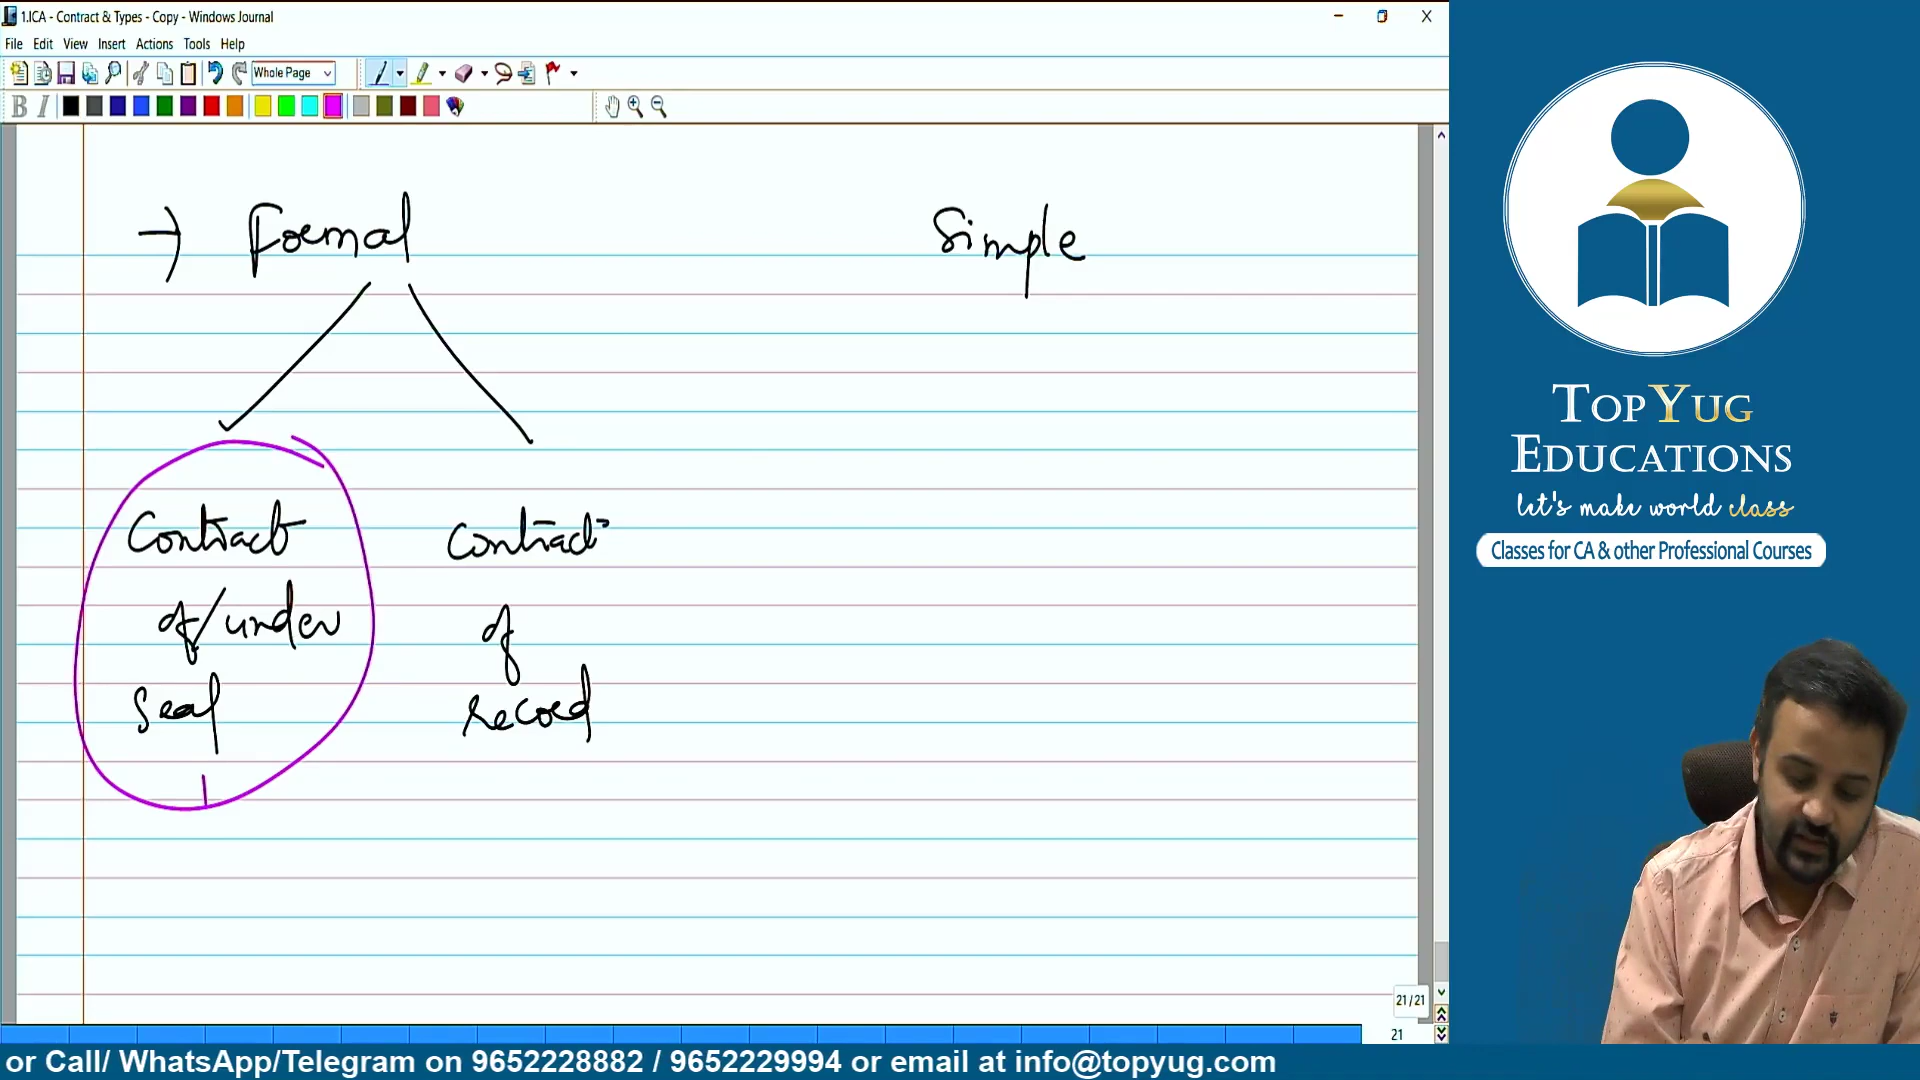 1.ICA - Contract & Types - Copy - Windows Journal
File Edit View Insert Actions Tools Help
Whole Page
B I
Formal
Simple
Contract
of/under
Seal
Contract
of
record
21/21
21
TOPYUG
EDUCATIONS
let's make world class
Classes for CA & other Professional Courses
or Call/ WhatsApp/Telegram on 9652228882 / 9652229994 or email at info@topyug.com